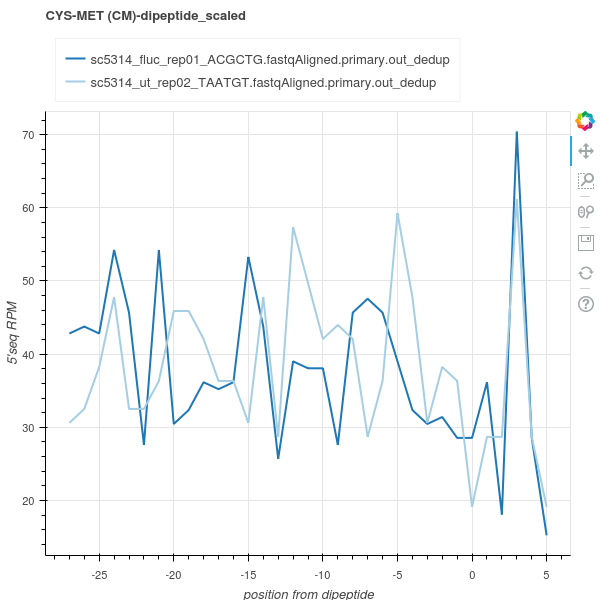 CYS-MET (CM)-dipeptide_scaled
sc5314_fluc_rep01_ACGCTG.fastqAligned.primary.out_dedup
sc5314_ut_rep02_TAATGT.fastqAligned.primary.out_dedup
70
60
50
40
30
20
5'seq RPM
-25 -20 -15 -10 -5 0 5
position from dipeptide